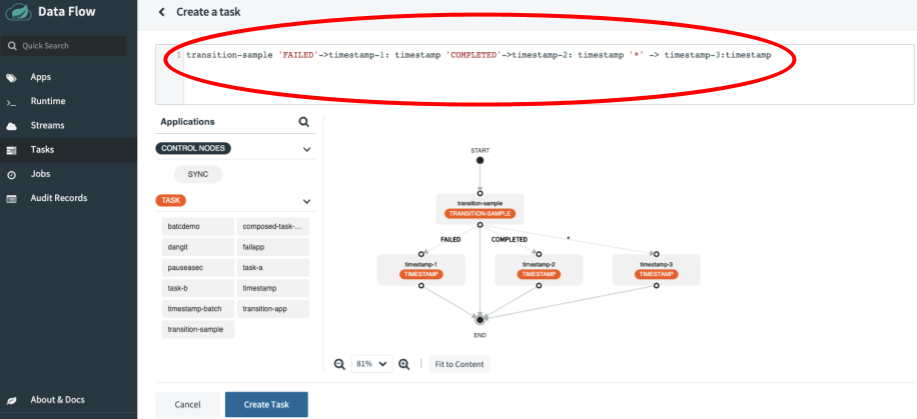 Data Flow
Quick Search
Apps
Runtime
Streams
Tasks
Jobs
Audit Records
About & Docs
Create a task
1 transition-sample 'FAILED'->timestamp-1: timestamp 'COMPLETED'->timestamp-2: timestamp '*' -> timestamp-3:timestamp
Applications
CONTROL NODES
SYNC
TASK
batcdemo composed-task-...
dangit failapp
pauseasec task-a
task-b timestamp
timestamp-batch transition-app
transition-sample
START
transition-sample
TRANSITION-SAMPLE
FAILED COMPLETED *
timestamp-1 timestamp-2 timestamp-3
TIMESTAMP TIMESTAMP TIMESTAMP
END
81% Fit to Content
Cancel Create Task